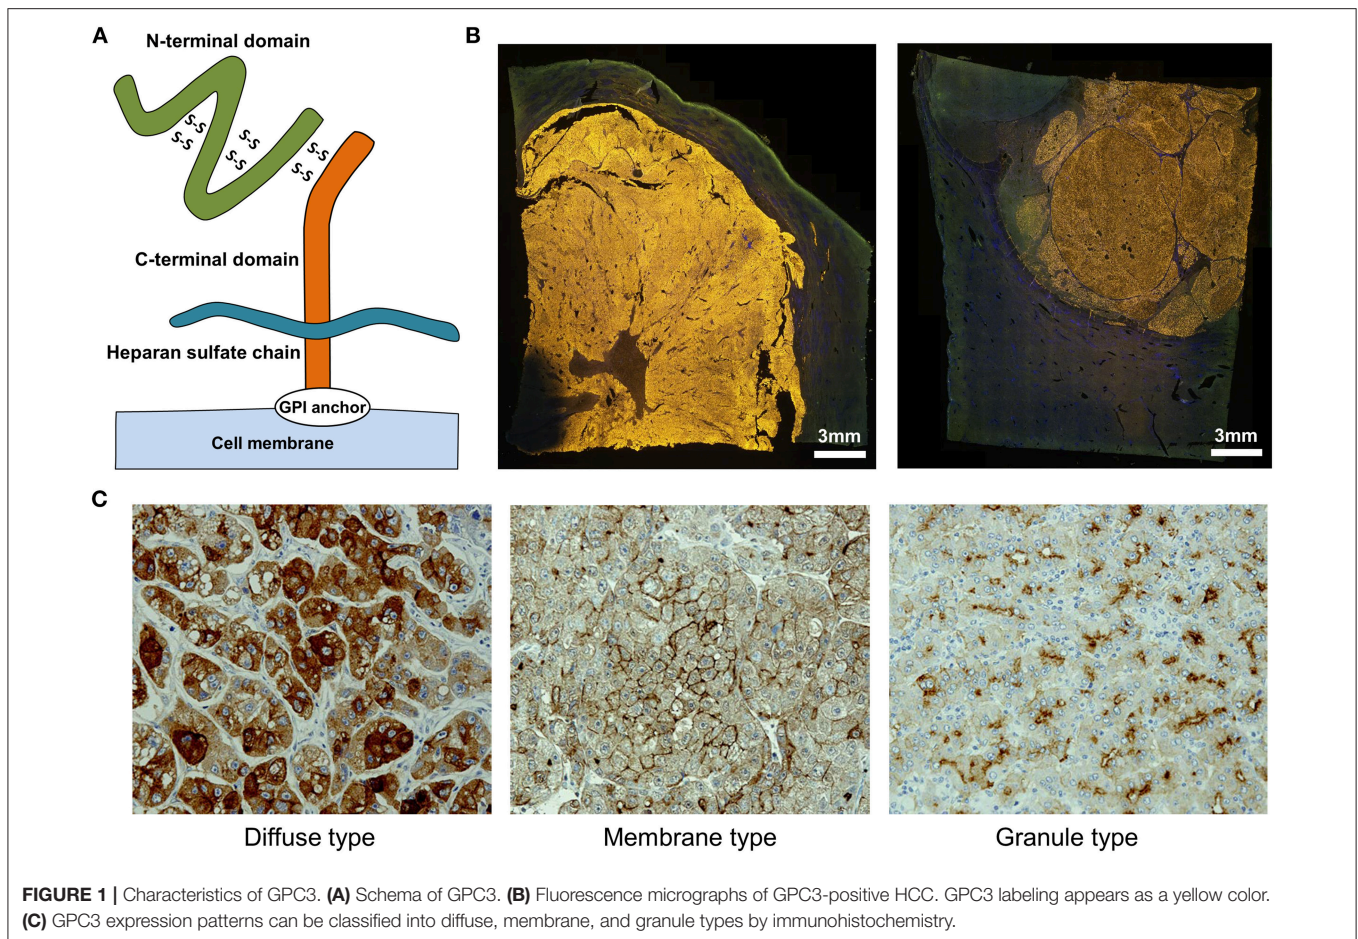 A
N-terminal domain
S-S
S-S
S-S
S-S
S-S
S-S
C-terminal domain
Heparan sulfate chain
GPI anchor
Cell membrane
B
3mm
3mm
C
Diffuse type
Membrane type
Granule type
FIGURE 1 | Characteristics of GPC3. (A) Schema of GPC3. (B) Fluorescence micrographs of GPC3-positive HCC. GPC3 labeling appears as a yellow color.
(C) GPC3 expression patterns can be classified into diffuse, membrane, and granule types by immunohistochemistry.